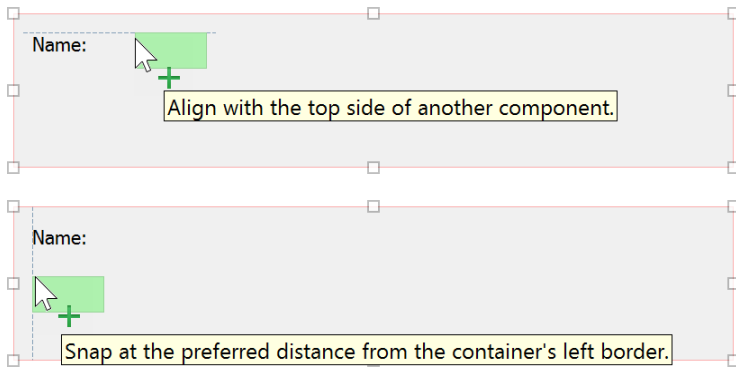 Name:
Align with the top side of another component.
Name:
Snap at the preferred distance from the container's left border.